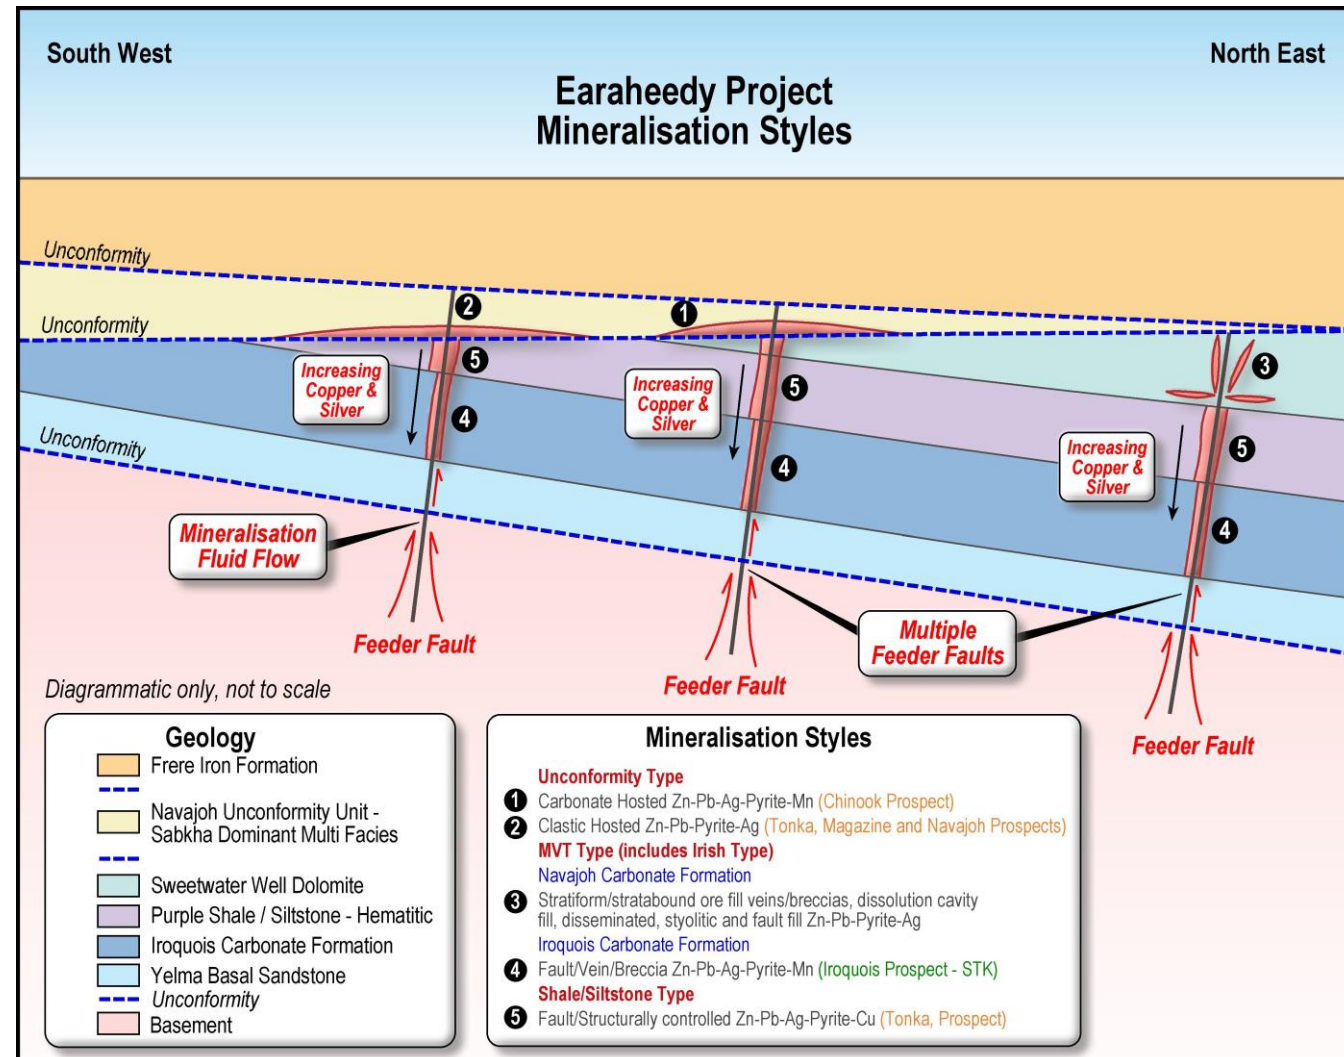 South West
North East
Earaheedy Project
Mineralisation Styles
Unconformity
Unconformity
Unconformity
2
1
3
5
5
5
4
4
4
Increasing
Copper &
Silver
Increasing
Copper &
Silver
Increasing
Copper &
Silver
Mineralisation
Fluid Flow
Multiple
Feeder Faults
Feeder Fault
Feeder Fault
Feeder Fault
Diagrammatic only, not to scale
Geology
Frere Iron Formation
Navajoh Unconformity Unit -
Sabkha Dominant Multi Facies
Sweetwater Well Dolomite
Purple Shale / Siltstone - Hematitic
Iroquois Carbonate Formation
Yelma Basal Sandstone
Unconformity
Basement
Mineralisation Styles
Unconformity Type
1 Carbonate Hosted Zn-Pb-Ag-Pyrite-Mn (Chinook Prospect)
2 Clastic Hosted Zn-Pb-Pyrite-Ag (Tonka, Magazine and Navajoh Prospects)
MVT Type (includes Irish Type)
Navajoh Carbonate Formation
3 Stratiform/stratabound ore fill veins/breccias, dissolution cavity
fill, disseminated, styolitic and fault fill Zn-Pb-Pyrite-Ag
Iroquois Carbonate Formation
4 Fault/Vein/Breccia Zn-Pb-Ag-Pyrite-Mn (Iroquois Prospect - STK)
Shale/Siltstone Type
5 Fault/Structurally controlled Zn-Pb-Ag-Pyrite-Cu (Tonka, Prospect)